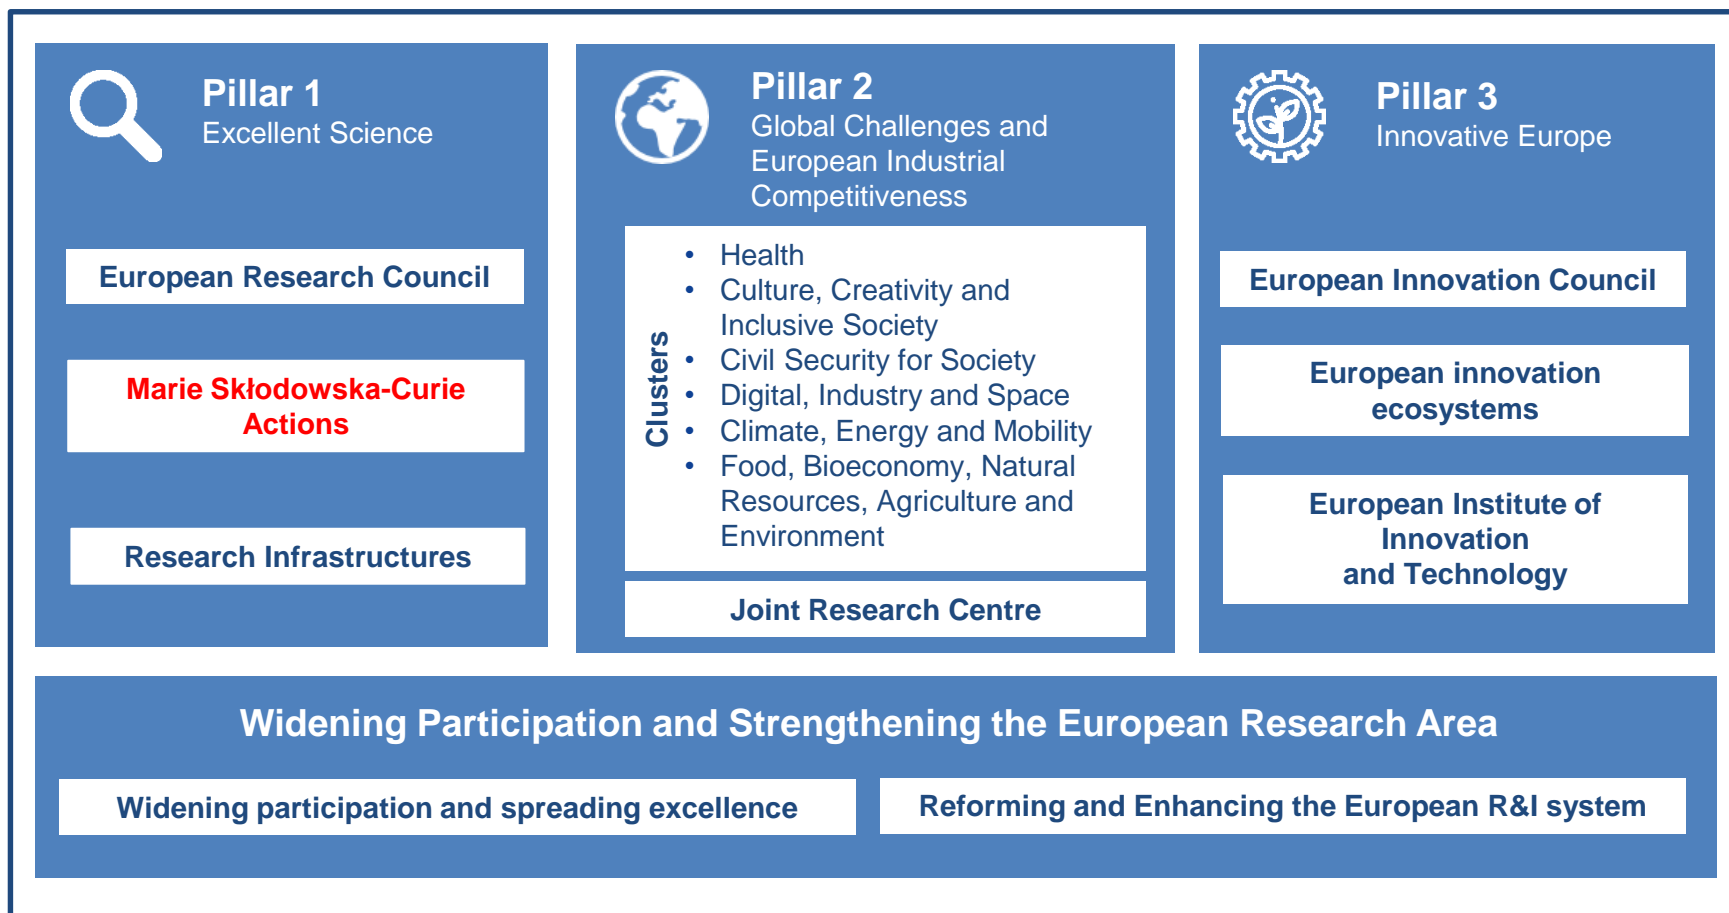 Pillar 1
Excellent Science
European Research Council
Marie Skłodowska-Curie
Actions
Research Infrastructures
Pillar 2
Global Challenges and
European Industrial
Competitiveness
Clusters
• Health
• Culture, Creativity and
Inclusive Society
• Civil Security for Society
• Digital, Industry and Space
• Climate, Energy and Mobility
• Food, Bioeconomy, Natural
Resources, Agriculture and
Environment
Joint Research Centre
Pillar 3
Innovative Europe
European Innovation Council
European innovation
ecosystems
European Institute of
Innovation
and Technology
Widening Participation and Strengthening the European Research Area
Widening participation and spreading excellence
Reforming and Enhancing the European R&I system